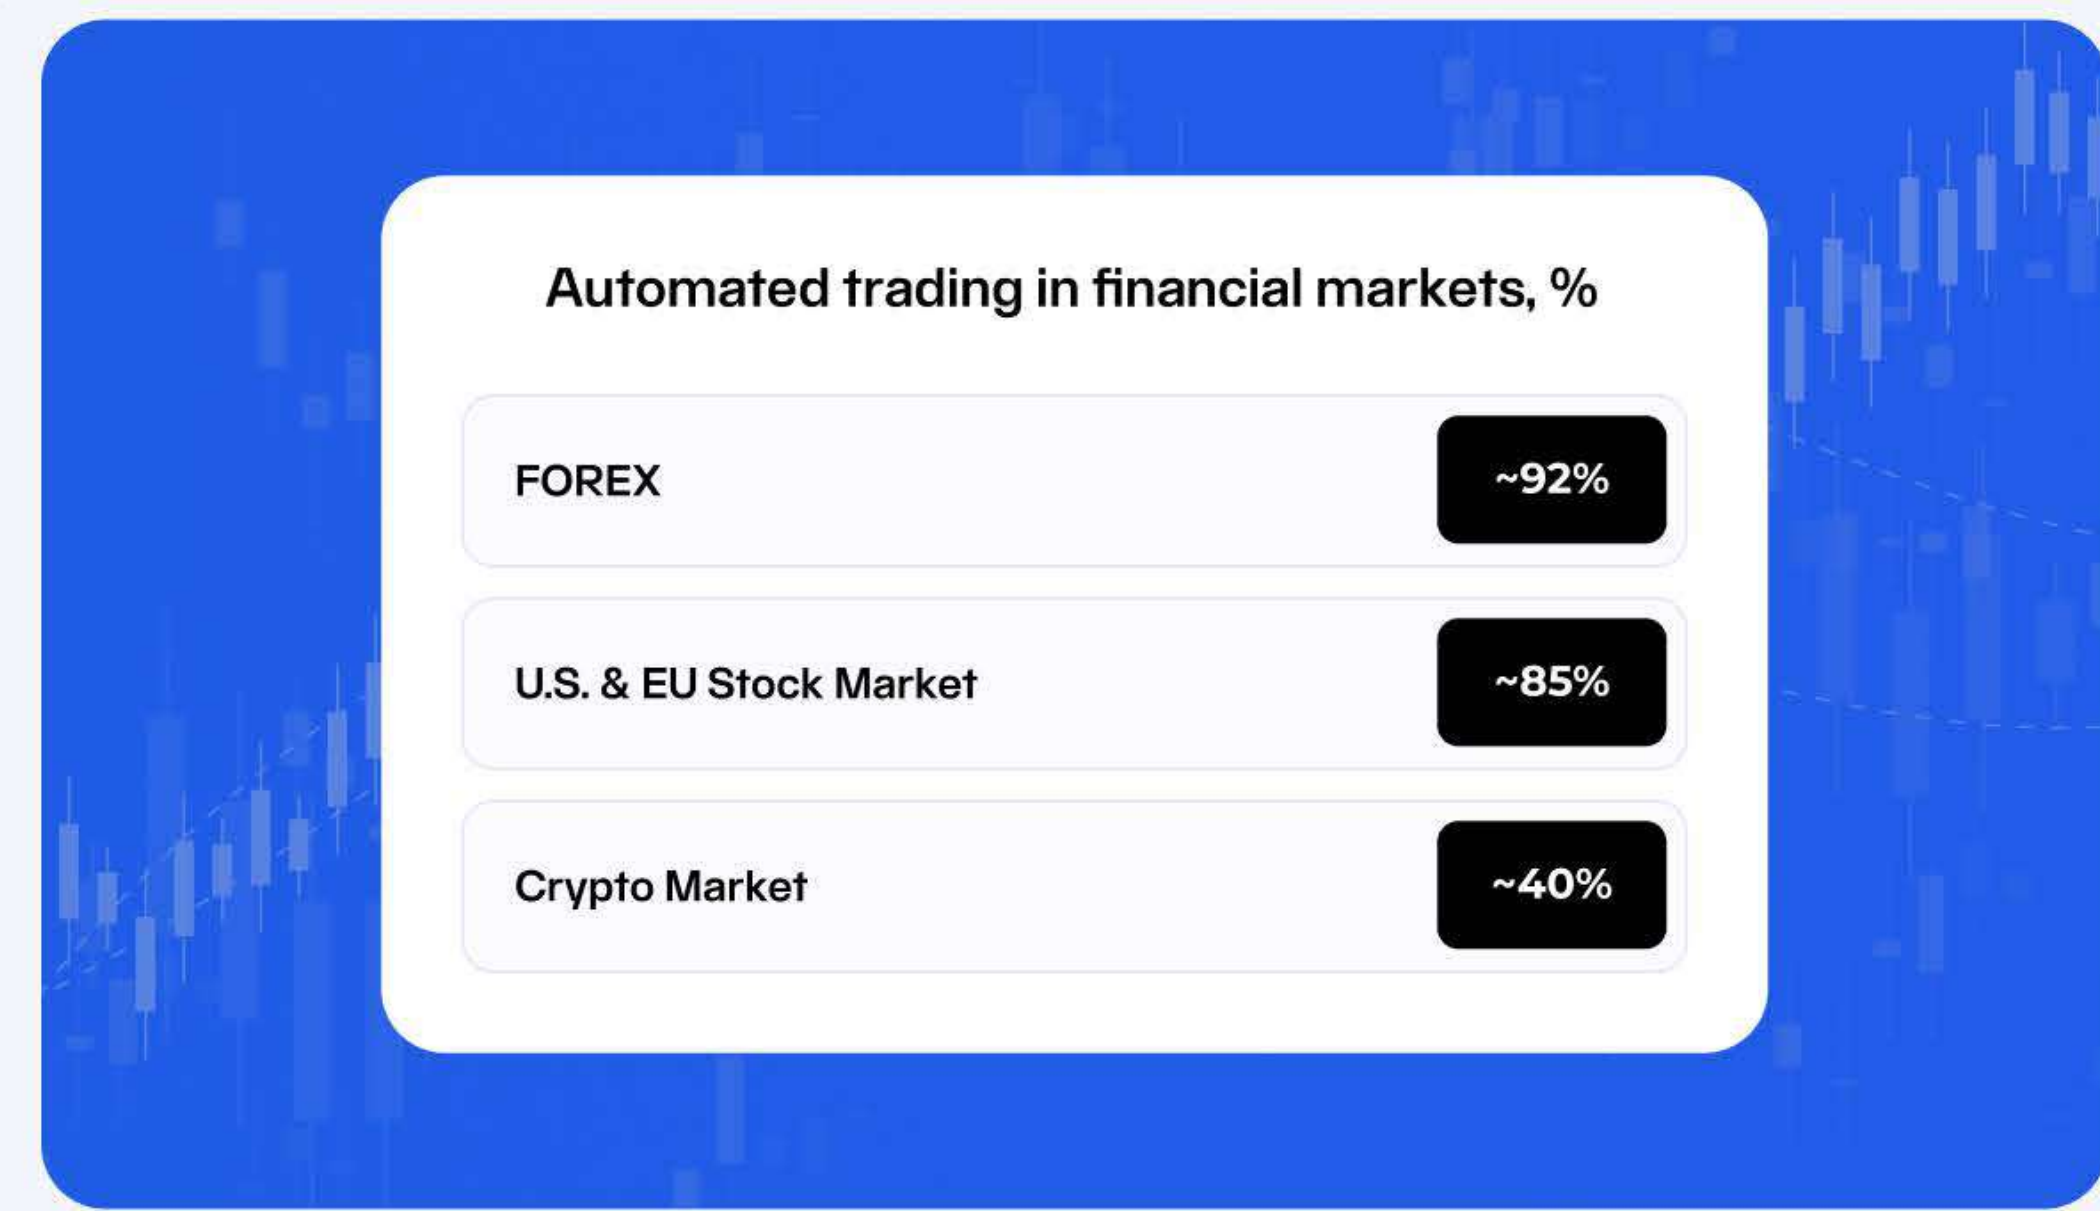 Automated trading in financial markets, %
FOREX
~92%
U.S. & EU Stock Market
~85%
Crypto Market
~40%